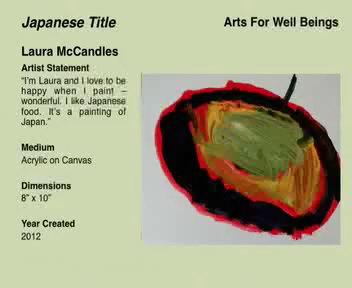 Japanese Title
Arts For Well Beings
Laura McCandles
Artist Statement
“I’m Laura and I love to be
happy when I paint –
wonderful. I like Japanese
food. It’s a painting of
Japan.”
Medium
Acrylic on Canvas
Dimensions
8” x 10”
Year Created
2012